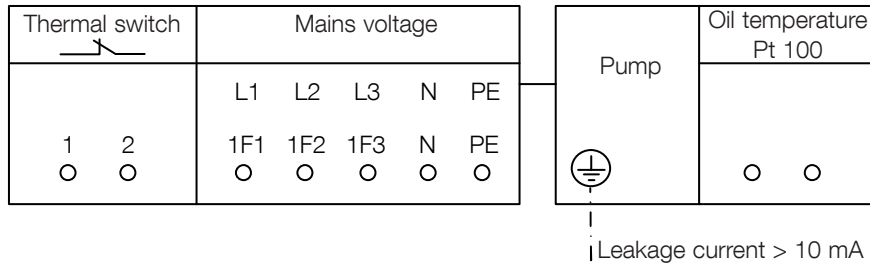 Thermal switch
Mains voltage
Pump
Oil temperature
Pt 100
L1 L2 L3 N PE
1 2
1F1 1F2 1F3 N PE
Leakage current > 10 mA